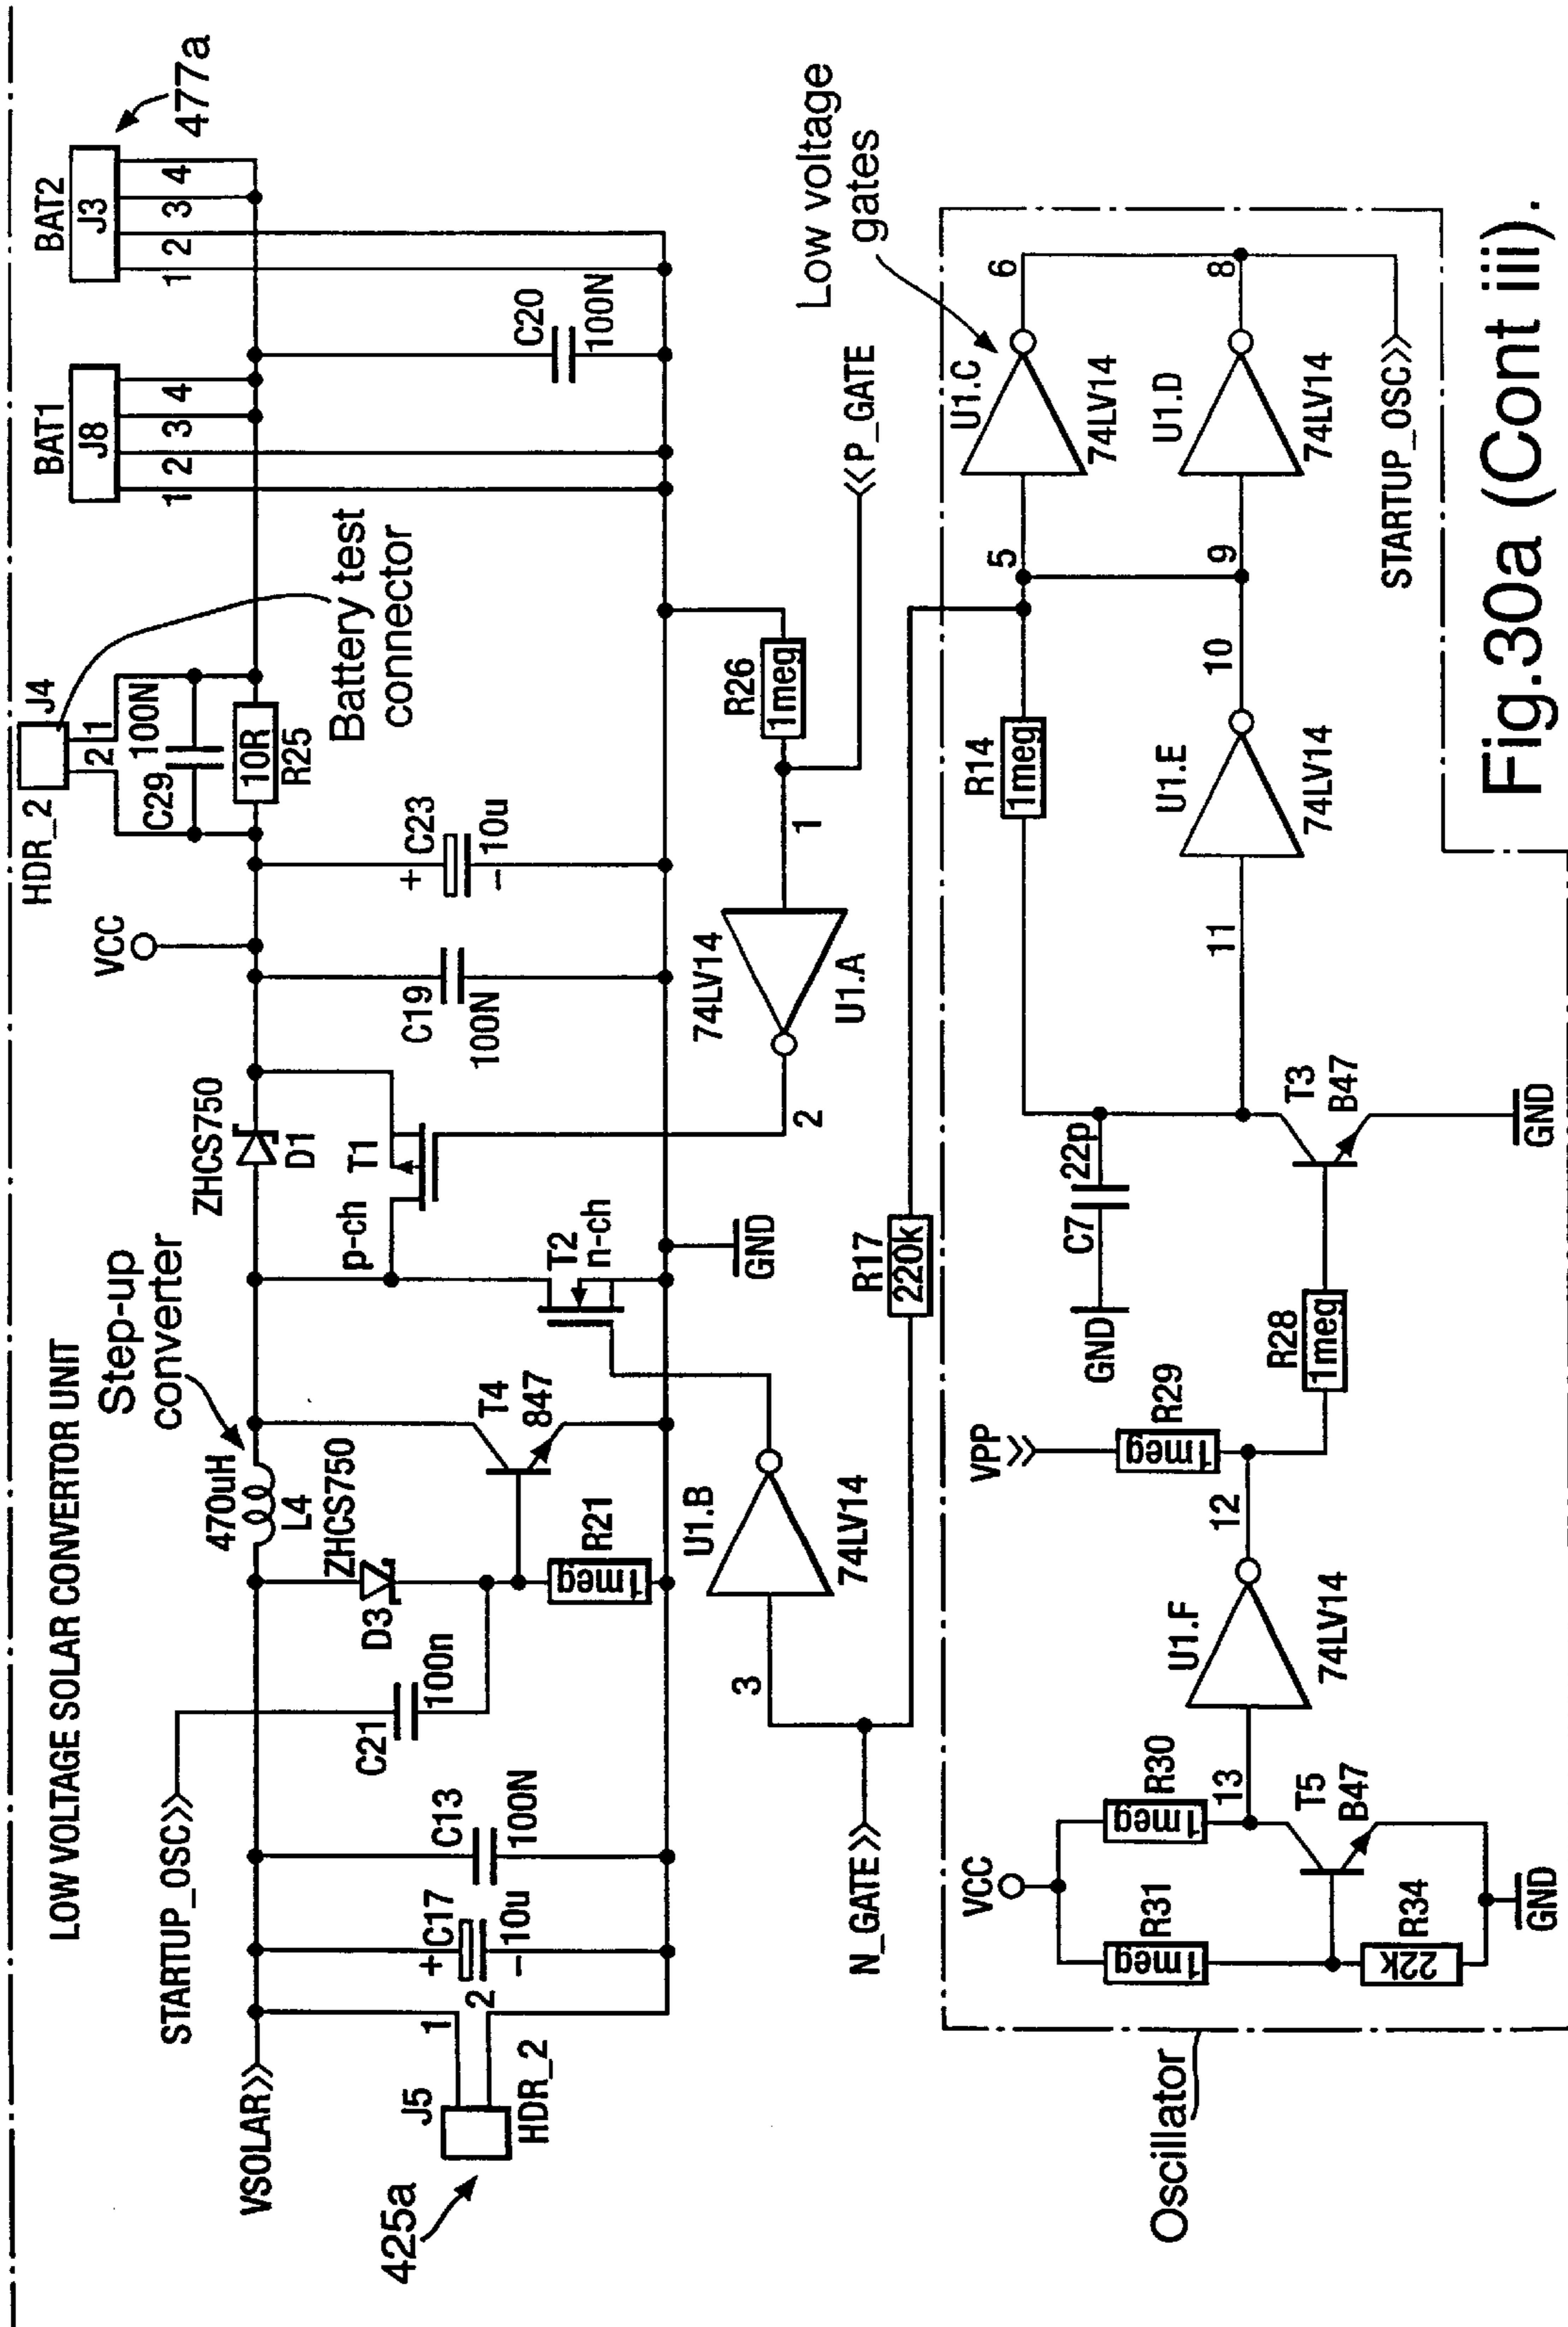 LOW VOLTAGE SOLAR CONVERTOR UNIT
Step-up
converter
HDR_2
J4
2 1
100N
C29
10R
R25
Battery test
connector
BAT1
J8
1 2 3 4
BAT2
J3
1 2 3 4
477a
VSOLAR
STARTUP_OSC
425a
J5
HDR_2
1
2
+ C17
- 10u
C13
100N
C21
100n
D3
ZHCS750
470uH
L4
R21
1meg
T4
847
p-ch
T1
T2
n-ch
GND
ZHCS750
D1
VCC
C19
100N
+ C23
- 10u
C20
100N
R26
1meg
P_GATE
1
74LV14
U1.A
2
U1.B
74LV14
3
N_GATE
R17
220k
Low voltage
gates
Oscillator
VCC
R31
1meg
R30
1meg
13
T5
B47
R34
22k
GND
U1.F
74LV14
12
VPP
R29
1meg
R28
1meg
GND
C7
22p
T3
B47
GND
11
U1.E
74LV14
10
R14
1meg
5
9
U1.C
74LV14
6
U1.D
74LV14
8
STARTUP_OSC
Fig.30a (Cont iii).